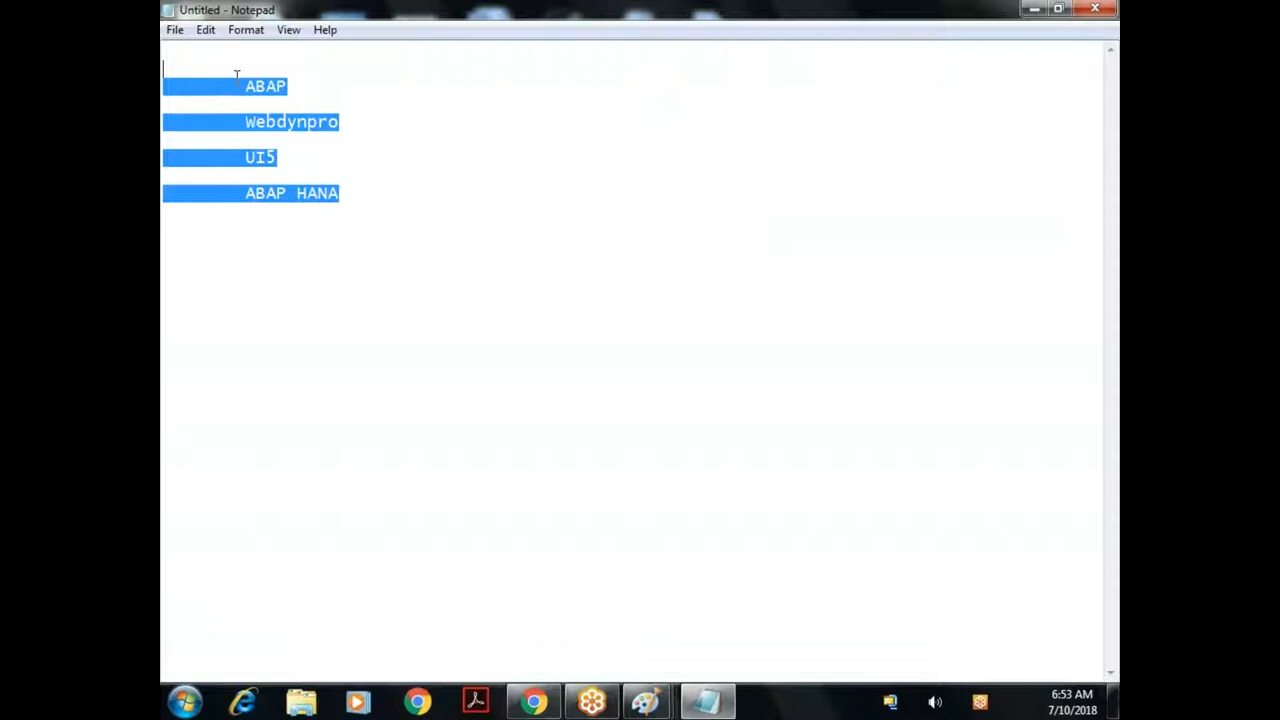 Untitled - Notepad
File Edit Format View Help
ABAP
Webdynpro
UI5
ABAP HANA
6:53 AM
7/10/2018